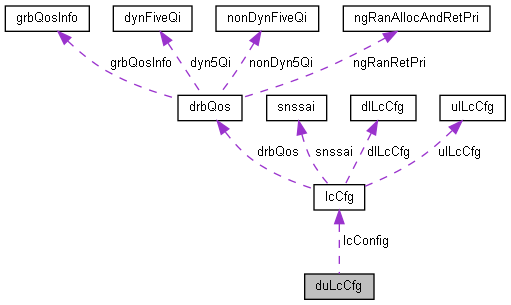 grbQosInfo
dynFiveQi
nonDynFiveQi
ngRanAllocAndRetPri
grbQosInfo
dyn5Qi
nonDyn5Qi
ngRanRetPri
drbQos
snssai
dlLcCfg
ulLcCfg
drbQos
snssai
dlLcCfg
ulLcCfg
lcCfg
lcConfig
duLcCfg